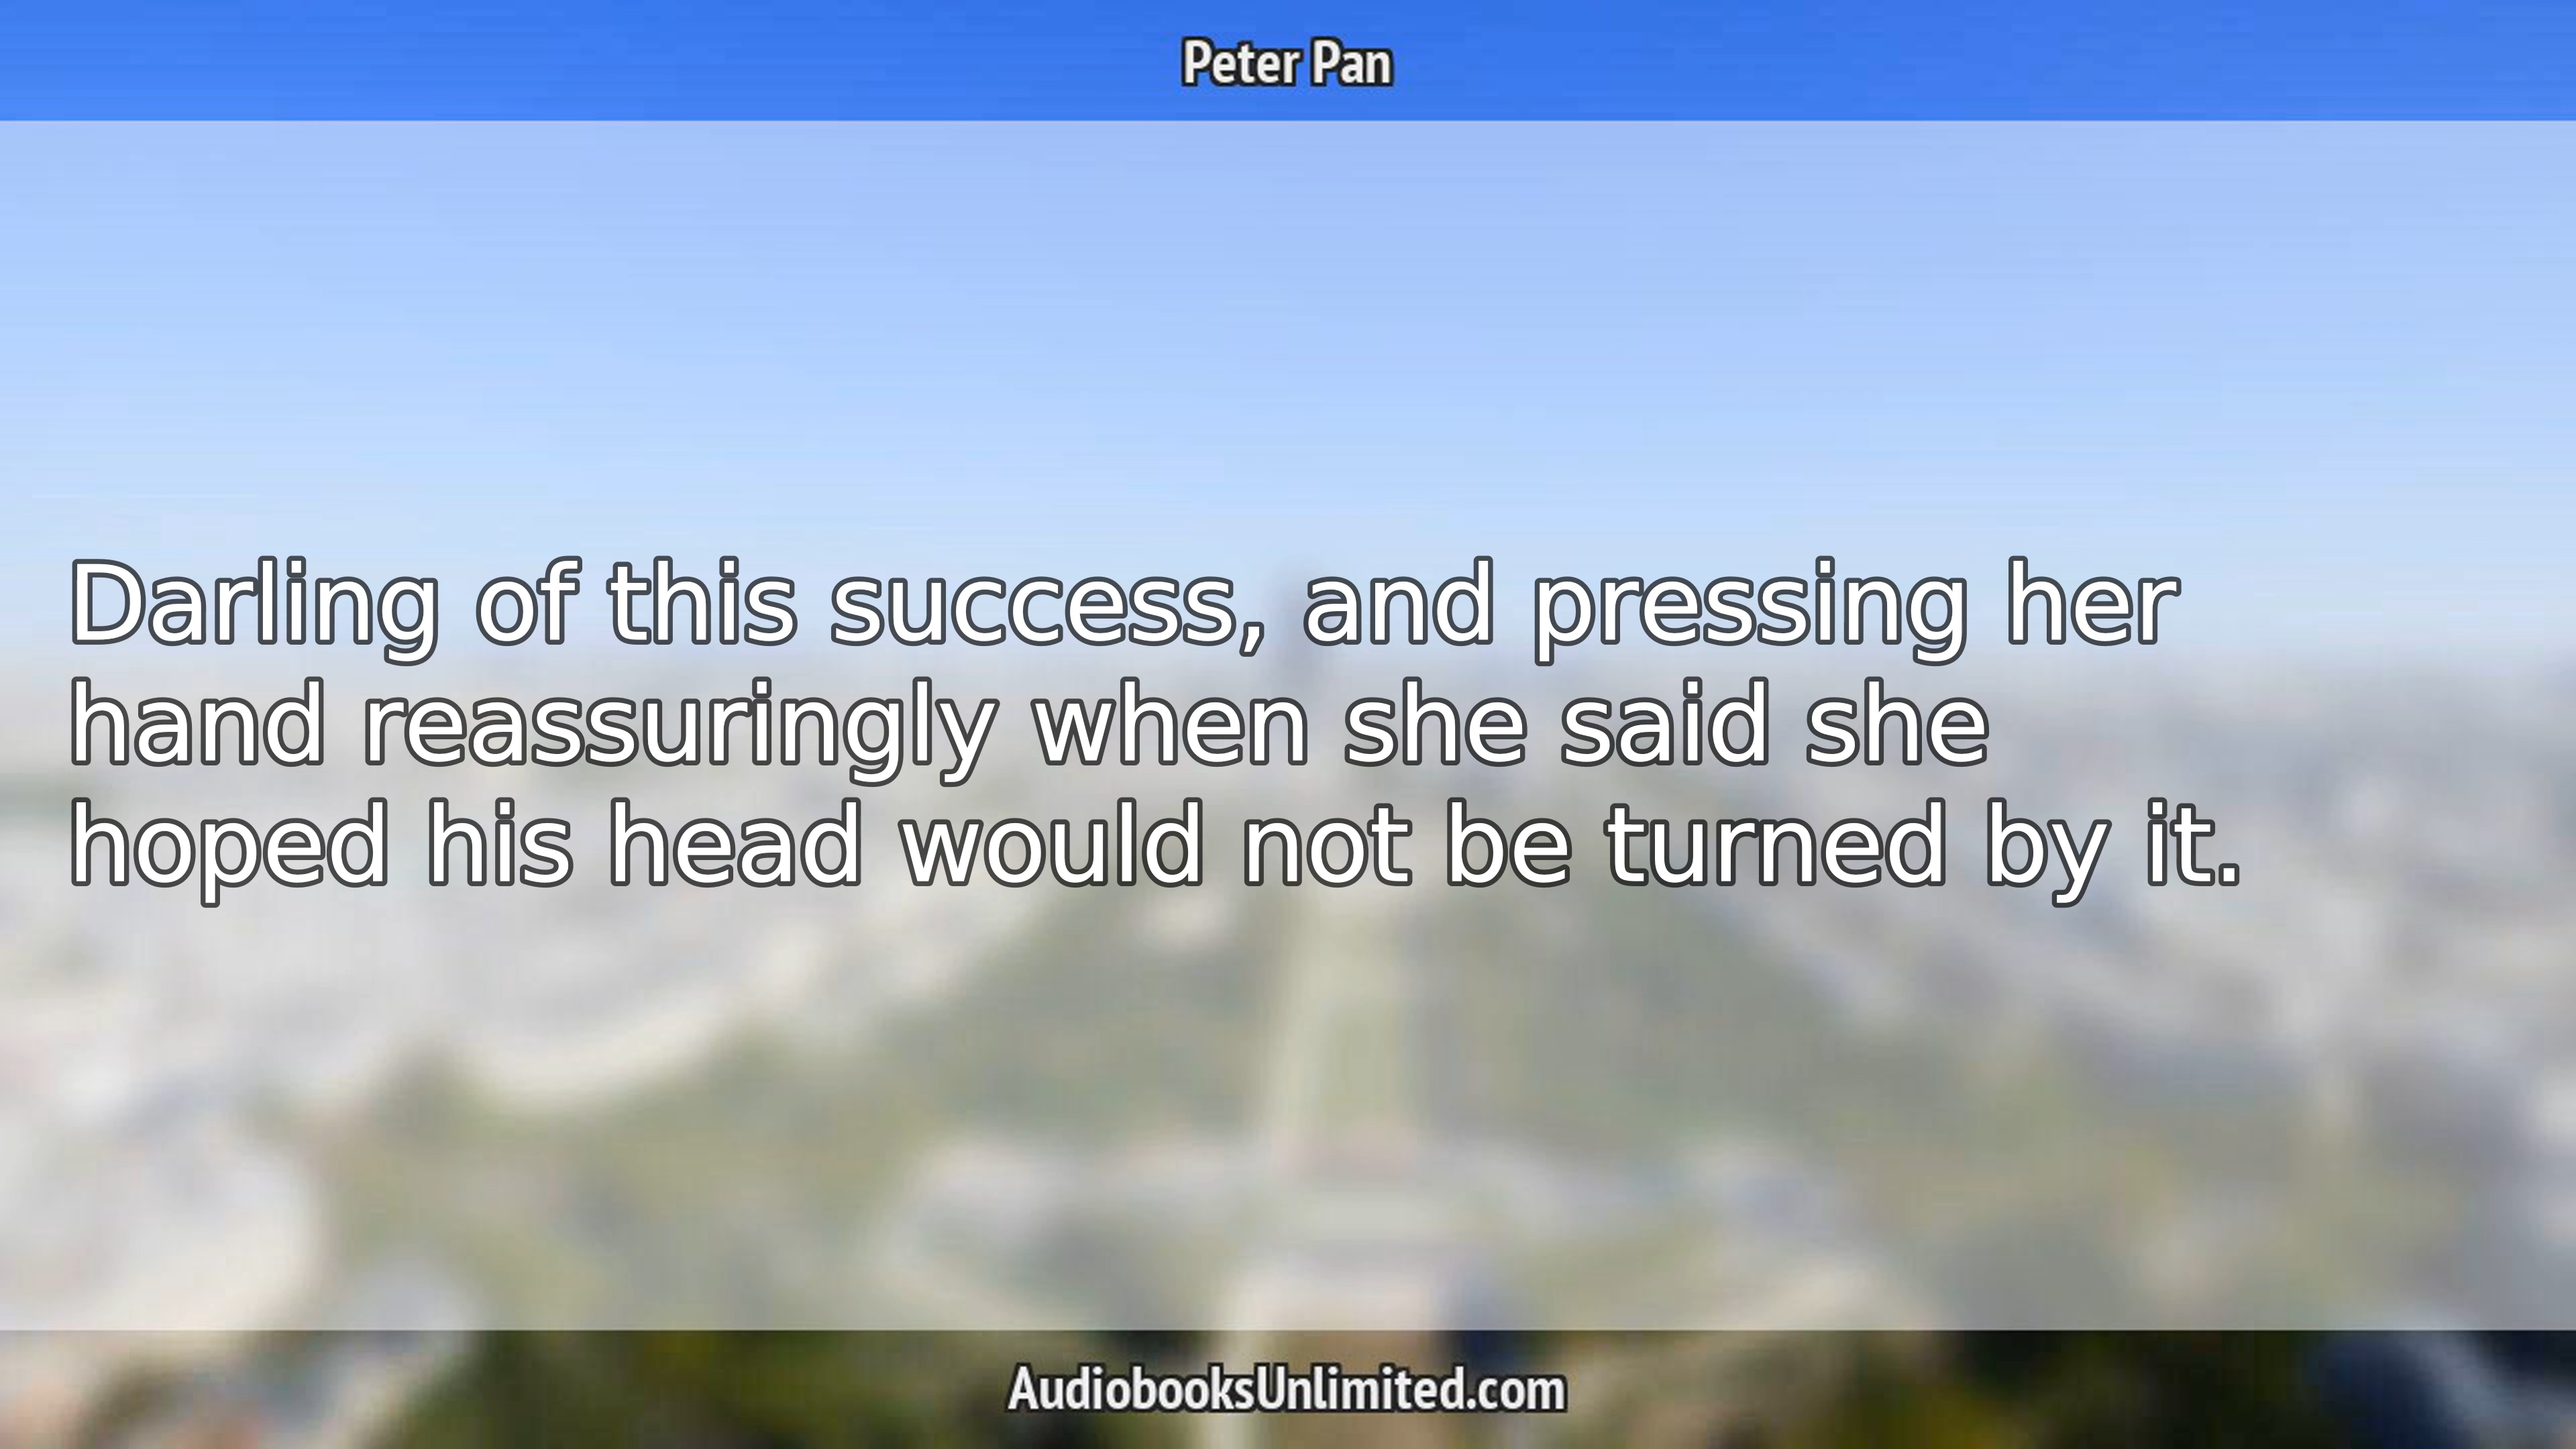 Peter Pan
Darling of this success, and pressing her
hand reassuringly when she said she
hoped his head would not be turned by it.
AudiobooksUnlimited.com